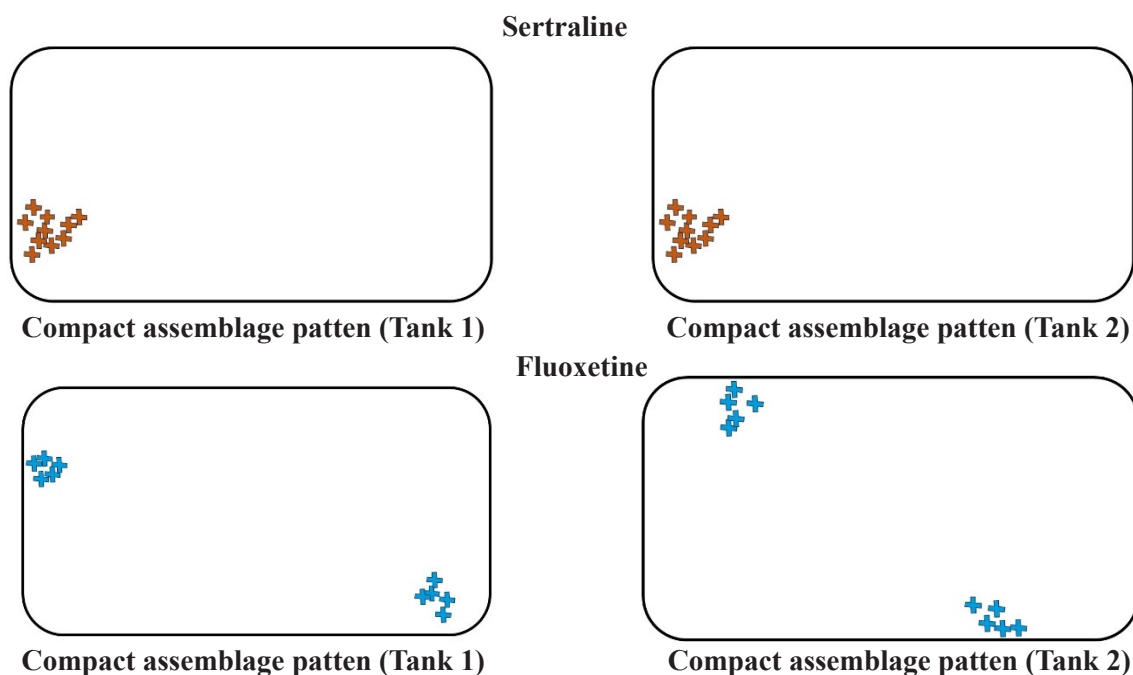 Sertraline
Compact assemblage patten (Tank 1)
Compact assemblage patten (Tank 2)
Fluoxetine
Compact assemblage patten (Tank 1)
Compact assemblage patten (Tank 2)